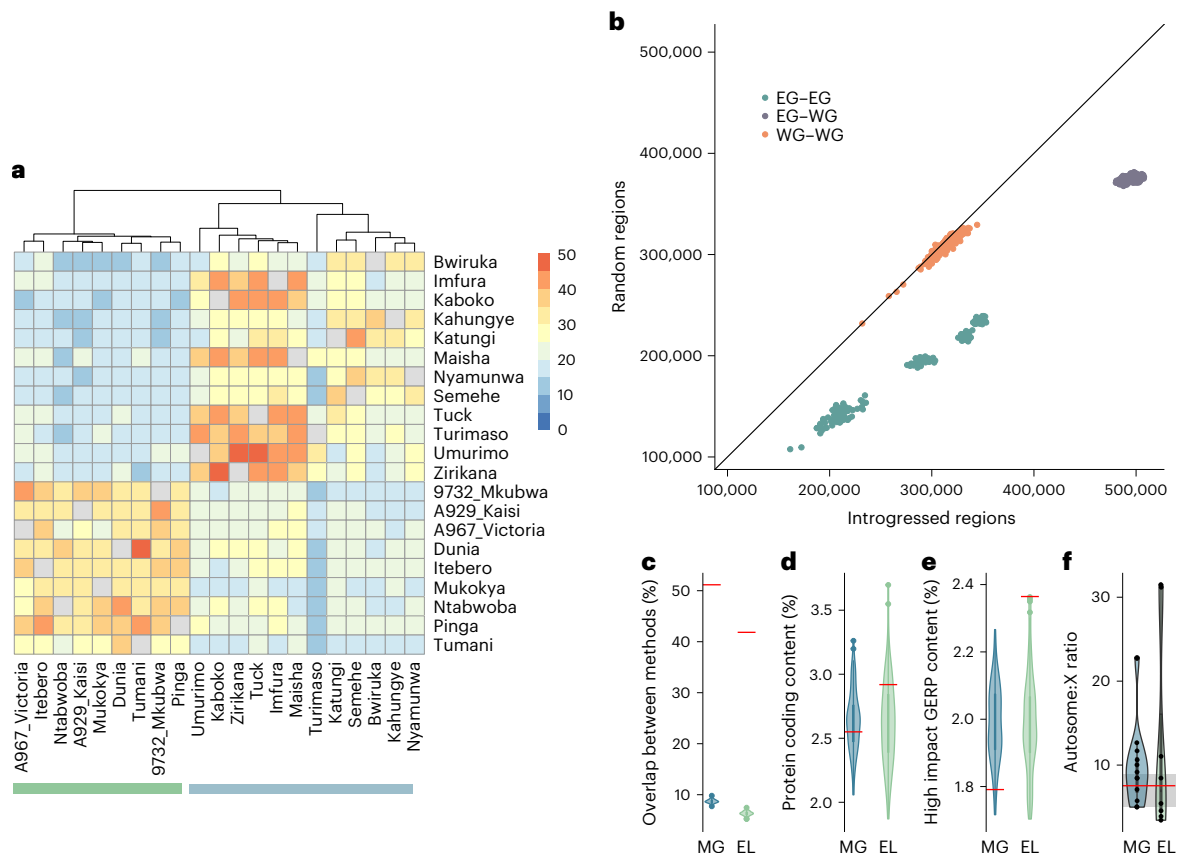 a
50
40
30
20
10
0
Bwiruka
Imfura
Kaboko
Kahungye
Katungi
Maisha
Nyamunwa
Semehe
Tuck
Turimaso
Umurimo
Zirikana
9732_Mkubwa
A929_Kaisi
A967_Victoria
Dunia
Itebero
Mukokya
Ntabwoba
Pinga
Tumani
A967_Victoria
Itebero
Ntabwoba
A929_Kaisi
Mukokya
Dunia
Tumani
9732_Mkubwa
Pinga
Umurimo
Kaboko
Zirikana
Tuck
Imfura
Maisha
Turimaso
Katungi
Semehe
Bwiruka
Kahungye
Nyamunwa
b
Random regions
500,000
400,000
300,000
200,000
100,000
EG–EG
EG–WG
WG–WG
100,000 200,000 300,000 400,000 500,000
Introgressed regions
c
Overlap between methods (%)
50
40
30
20
10
MG EL
d
Protein coding content (%)
3.5
3.0
2.5
2.0
MG EL
e
High impact GERP content (%)
2.4
2.2
2.0
1.8
MG EL
f
Autosome:X ratio
30
20
10
MG EL